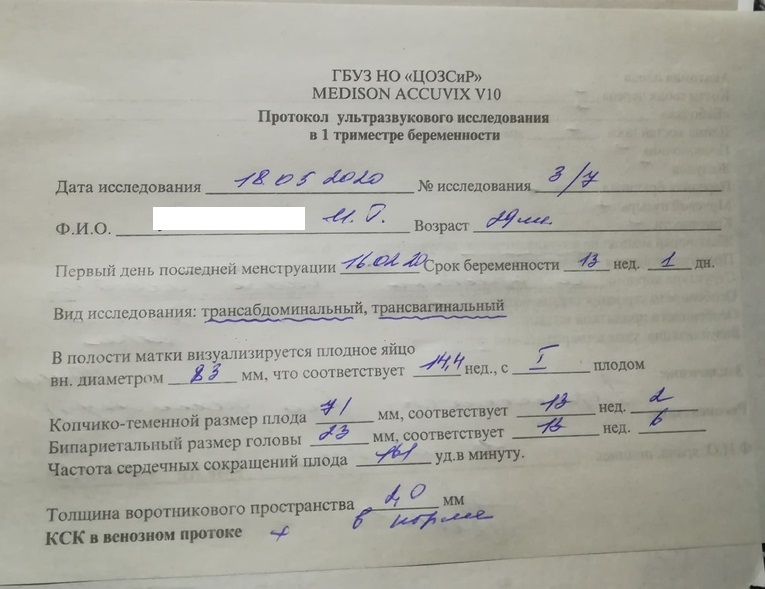 ГБУЗ НО «ЦОЗСиР»
MEDISON ACCUVIX V10
Протокол ультразвукового исследования
в 1 триместре беременности
Дата исследования 18.05 2020 № исследования 3/7
Ф.И.О. И. Г. Возраст 29 лет
Первый день последней менструации 16.02.20 Срок беременности 13 нед. 1 дн.
Вид исследования: трансабдоминальный, трансвагинальный
В полости матки визуализируется плодное яйцо
вн. диаметром 83 мм, что соответствует 14,4 нед., с I плодом
Копчико-теменной размер плода 71 мм, соответствует 13 нед. 2
Бипариетальный размер головы 23 мм, соответствует 13 нед. 6
Частота сердечных сокращений плода 161 уд.в минуту.
Толщина воротникового пространства 2,0 мм
КСК в венозном протоке + в норме